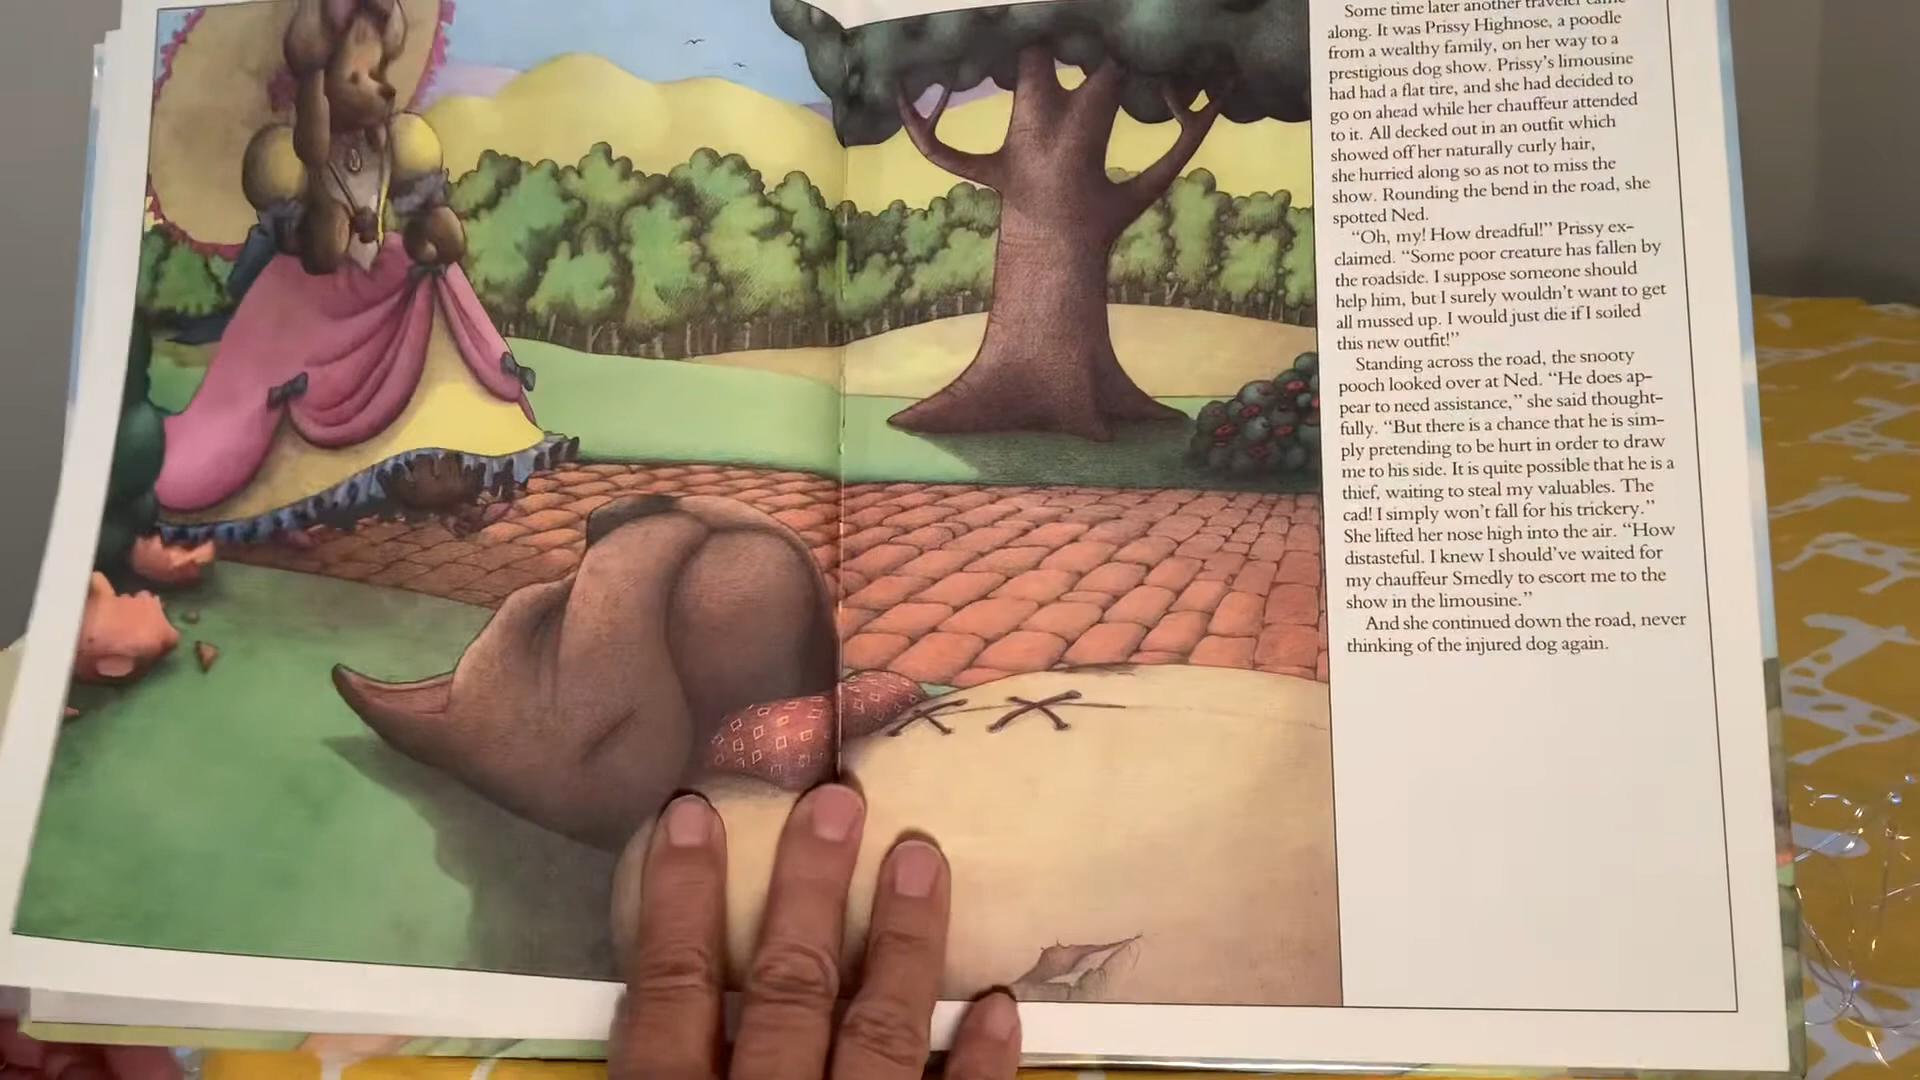 Some time later another traveler came
along. It was Prissy Highnose, a poodle
from a wealthy family, on her way to a
prestigious dog show. Prissy's limousine
had had a flat tire, and she had decided to
go on ahead while her chauffeur attended
to it. All decked out in an outfit which
showed off her naturally curly hair,
she hurried along so as not to miss the
show. Rounding the bend in the road, she
spotted Ned.
“Oh, my! How dreadful!” Prissy ex-
claimed. “Some poor creature has fallen by
the roadside. I suppose someone should
help him, but I surely wouldn't want to get
all mussed up. I would just die if I soiled
this new outfit!”
Standing across the road, the snooty
pooch looked over at Ned. “He does ap-
pear to need assistance,” she said thought-
fully. “But there is a chance that he is sim-
ply pretending to be hurt in order to draw
me to his side. It is quite possible that he is a
thief, waiting to steal my valuables. The
cad! I simply won't fall for his trickery.”
She lifted her nose high into the air. “How
distasteful. I knew I should've waited for
my chauffeur Smedly to escort me to the
show in the limousine.”
And she continued down the road, never
thinking of the injured dog again.